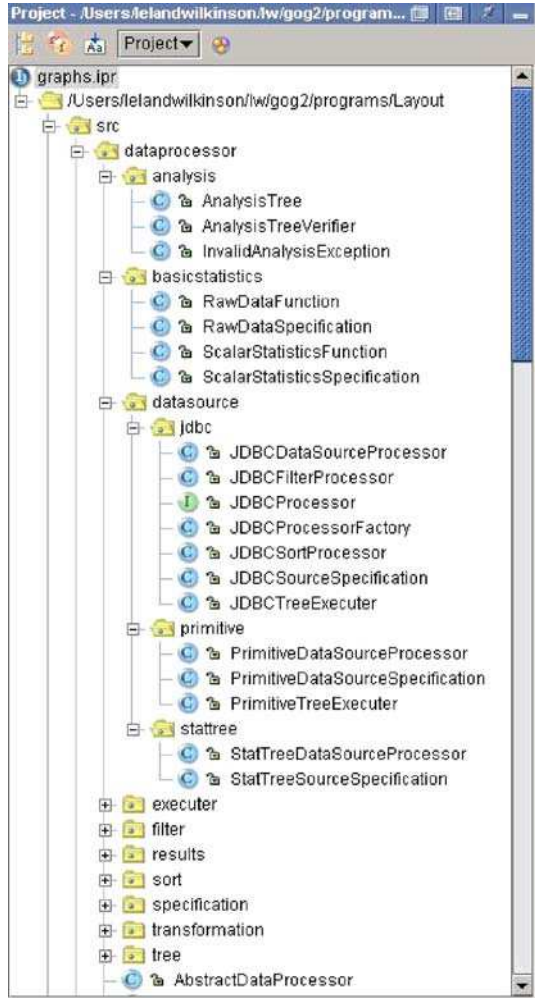 Project - /Users/lelandwilkinson/lw/gog2/program...
Project
graphs.ipr
/Users/lelandwilkinson/lw/gog2/programs/Layout
src
dataprocessor
analysis
C AnalysisTree
C AnalysisTreeVerifier
C InvalidAnalysisException
basicstatistics
C RawDataFunction
C RawDataSpecification
C ScalarStatisticsFunction
C ScalarStatisticsSpecification
datasource
jdbc
C JDBCDataSourceProcessor
C JDBCFilterProcessor
I JDBCProcessor
C JDBCProcessorFactory
C JDBCSortProcessor
C JDBCSourceSpecification
C JDBCTreeExecuter
primitive
C PrimitiveDataSourceProcessor
C PrimitiveDataSourceSpecification
C PrimitiveTreeExecuter
stattree
C StatTreeDataSourceProcessor
C StatTreeSourceSpecification
executer
filter
results
sort
specification
transformation
tree
C AbstractDataProcessor